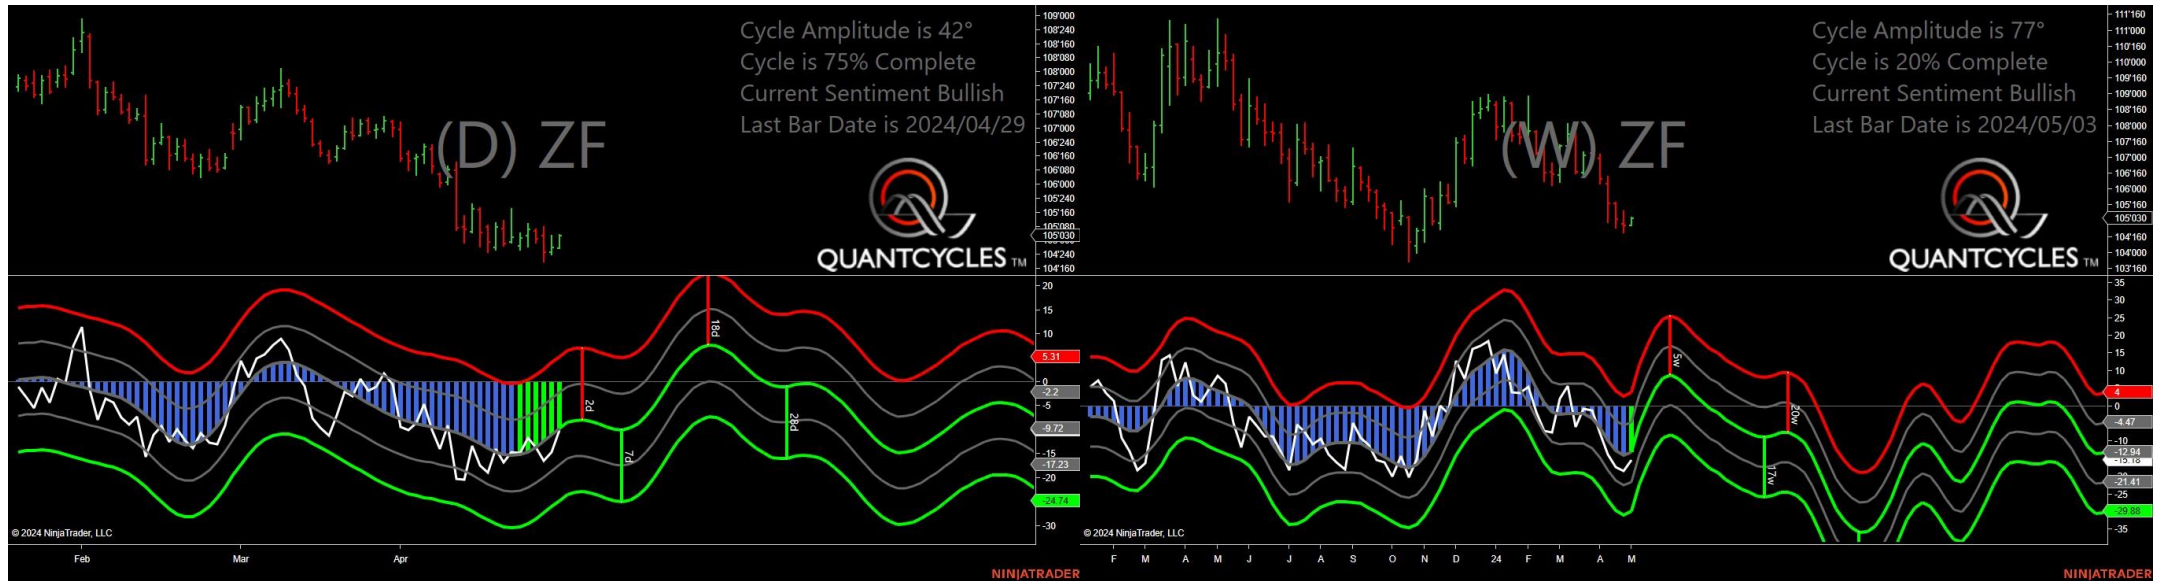 Cycle Amplitude is 42°
Cycle is 75% Complete
Current Sentiment Bullish
Last Bar Date is 2024/04/29
(D) ZF
QUANTCYCLES TM
109'000
108'240
108'160
108'080
108'000
107'240
107'160
107'080
107'000
106'240
106'160
106'080
106'000
105'240
105'160
105'080
105'030
104'240
104'160
20
15
10
5.31
0
-2.2
-5
-9.72
-15
-17.23
-20
-24.74
-30
2d
7d
18d
28d
© 2024 NinjaTrader, LLC
Feb
Mar
Apr
NINJATRADER
Cycle Amplitude is 77°
Cycle is 20% Complete
Current Sentiment Bullish
Last Bar Date is 2024/05/03
(W) ZF
QUANTCYCLES TM
111'160
111'000
110'160
110'000
109'160
109'000
108'160
108'000
107'160
107'000
106'160
106'000
105'160
105'030
104'160
104'000
103'160
35
30
25
20
15
10
4
0
-4.47
-10
-12.94
-15.18
-21.41
-25
-29.88
-35
5w
17w
20w
© 2024 NinjaTrader, LLC
F M A M J J A S O N D 24 F M A M
NINJATRADER